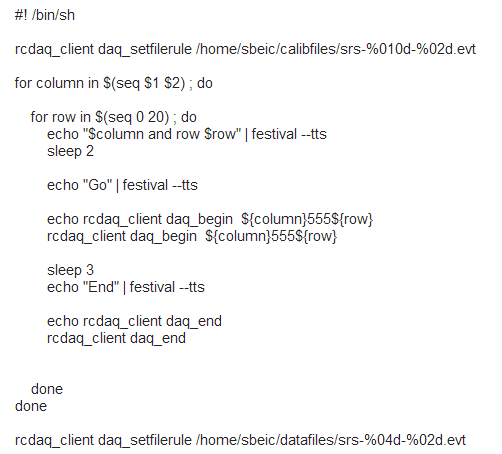 #! /bin/sh
rcdaq_client daq_setfilerule /home/sbeic/calibfiles/srs-%010d-%02d.evt
for column in $(seq $1 $2) ; do
for row in $(seq 0 20) ; do
echo "$column and row $row" | festival --tts
sleep 2
echo "Go" | festival --tts
echo rcdaq_client daq_begin  ${column}555${row}
rcdaq_client daq_begin  ${column}555${row}
sleep 3
echo "End" | festival --tts
echo rcdaq_client daq_end
rcdaq_client daq_end
done
done
rcdaq_client daq_setfilerule /home/sbeic/datafiles/srs-%04d-%02d.evt